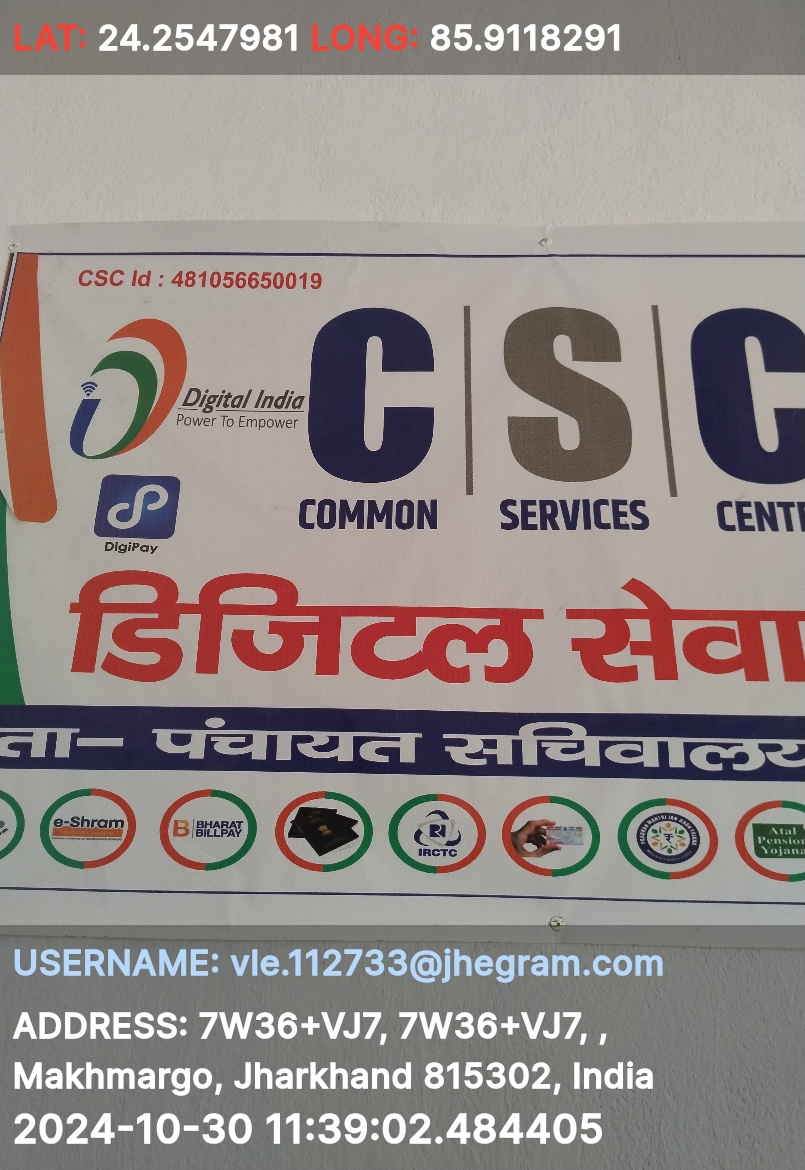 LAT: 24.2547981 LONG: 85.9118291
CSC Id : 481056650019
C S C
Digital India
Power To Empower
COMMON SERVICES
DigiPay
डिजिटल सेवा
पंचायत सचिवालय
e-Shram
BHARAT BILLPAY
IRCTC
Atal
Pension
Yojana
USERNAME: vle.112733@jhegram.com
ADDRESS: 7W36+VJ7, 7W36+VJ7, ,
Makhmargo, Jharkhand 815302, India
2024-10-30 11:39:02.484405